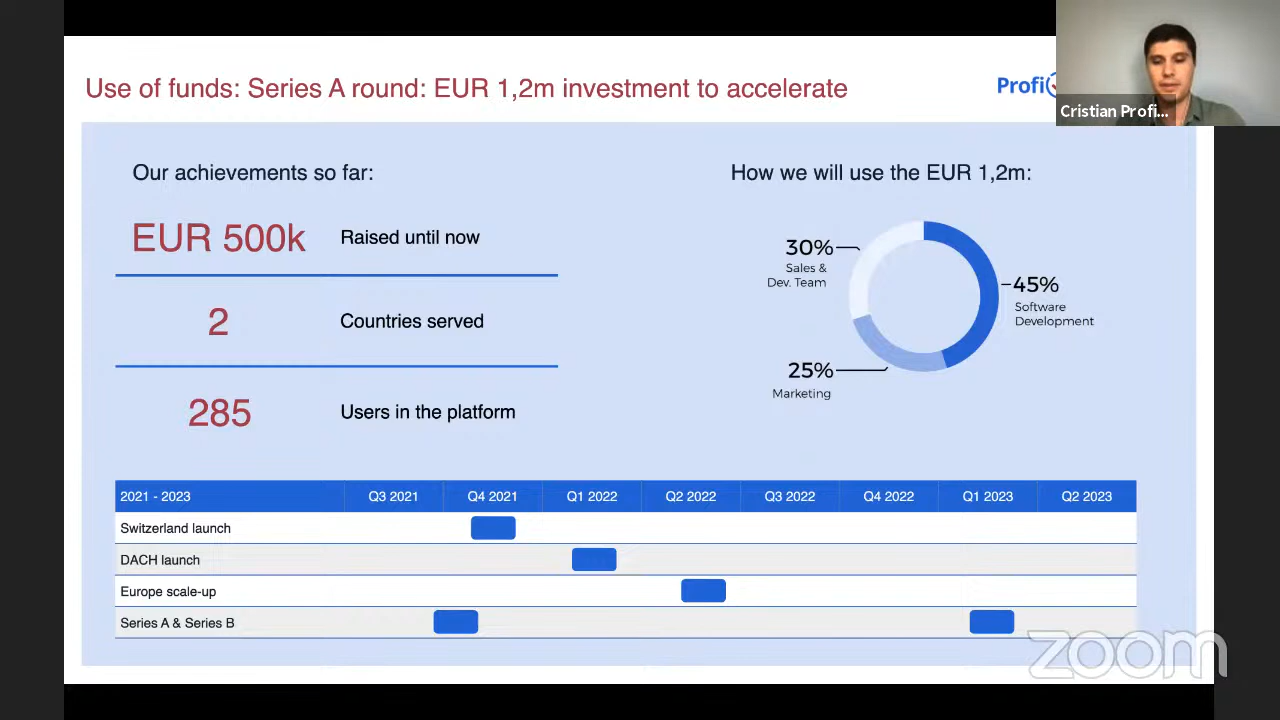 Use of funds: Series A round: EUR 1,2m investment to accelerate
Profi
Cristian Profi...
Our achievements so far:
How we will use the EUR 1,2m:
EUR 500k Raised until now
2 Countries served
285 Users in the platform
30%
Sales &
Dev. Team
45%
Software
Development
25%
Marketing
2021 - 2023 Q3 2021 Q4 2021 Q1 2022 Q2 2022 Q3 2022 Q4 2022 Q1 2023 Q2 2023
Switzerland launch
DACH launch
Europe scale-up
Series A & Series B
zoom